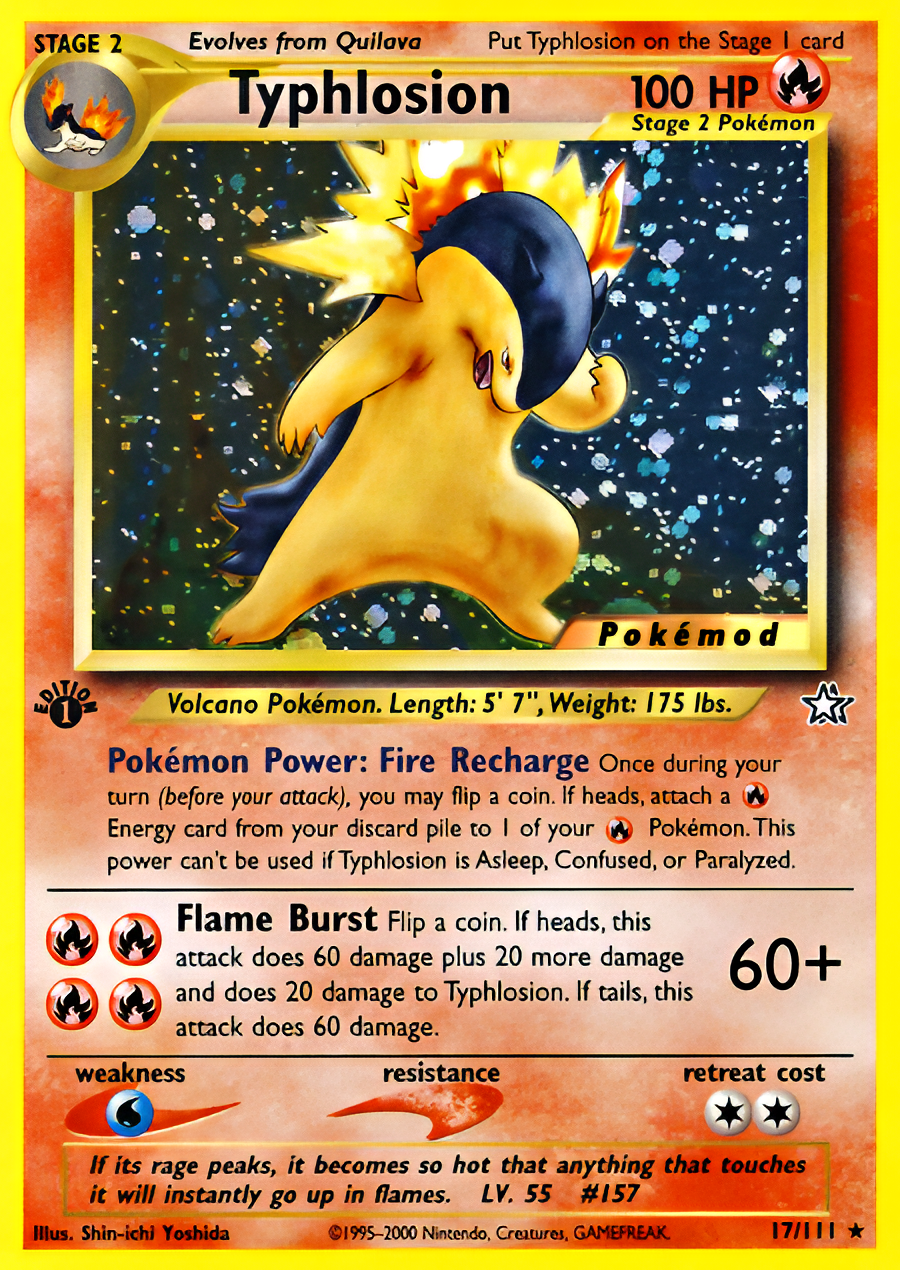 STAGE 2 Evolves from Quilava Put Typhlosion on the Stage 1 card
Typhlosion 100 HP
Stage 2 Pokémon
Pokémod
EDITION
1
Volcano Pokémon. Length: 5' 7", Weight: 175 lbs.
Pokémon Power: Fire Recharge Once during your
turn (before your attack), you may flip a coin. If heads, attach a
Energy card from your discard pile to 1 of your Pokémon. This
power can't be used if Typhlosion is Asleep, Confused, or Paralyzed.
Flame Burst Flip a coin. If heads, this
attack does 60 damage plus 20 more damage
and does 20 damage to Typhlosion. If tails, this
attack does 60 damage.
60+
weakness resistance retreat cost
If its rage peaks, it becomes so hot that anything that touches
it will instantly go up in flames. LV. 55 #157
Illus. Shin-ichi Yoshida ©1995-2000 Nintendo, Creatures, GAMEFREAK. 17/111 ★